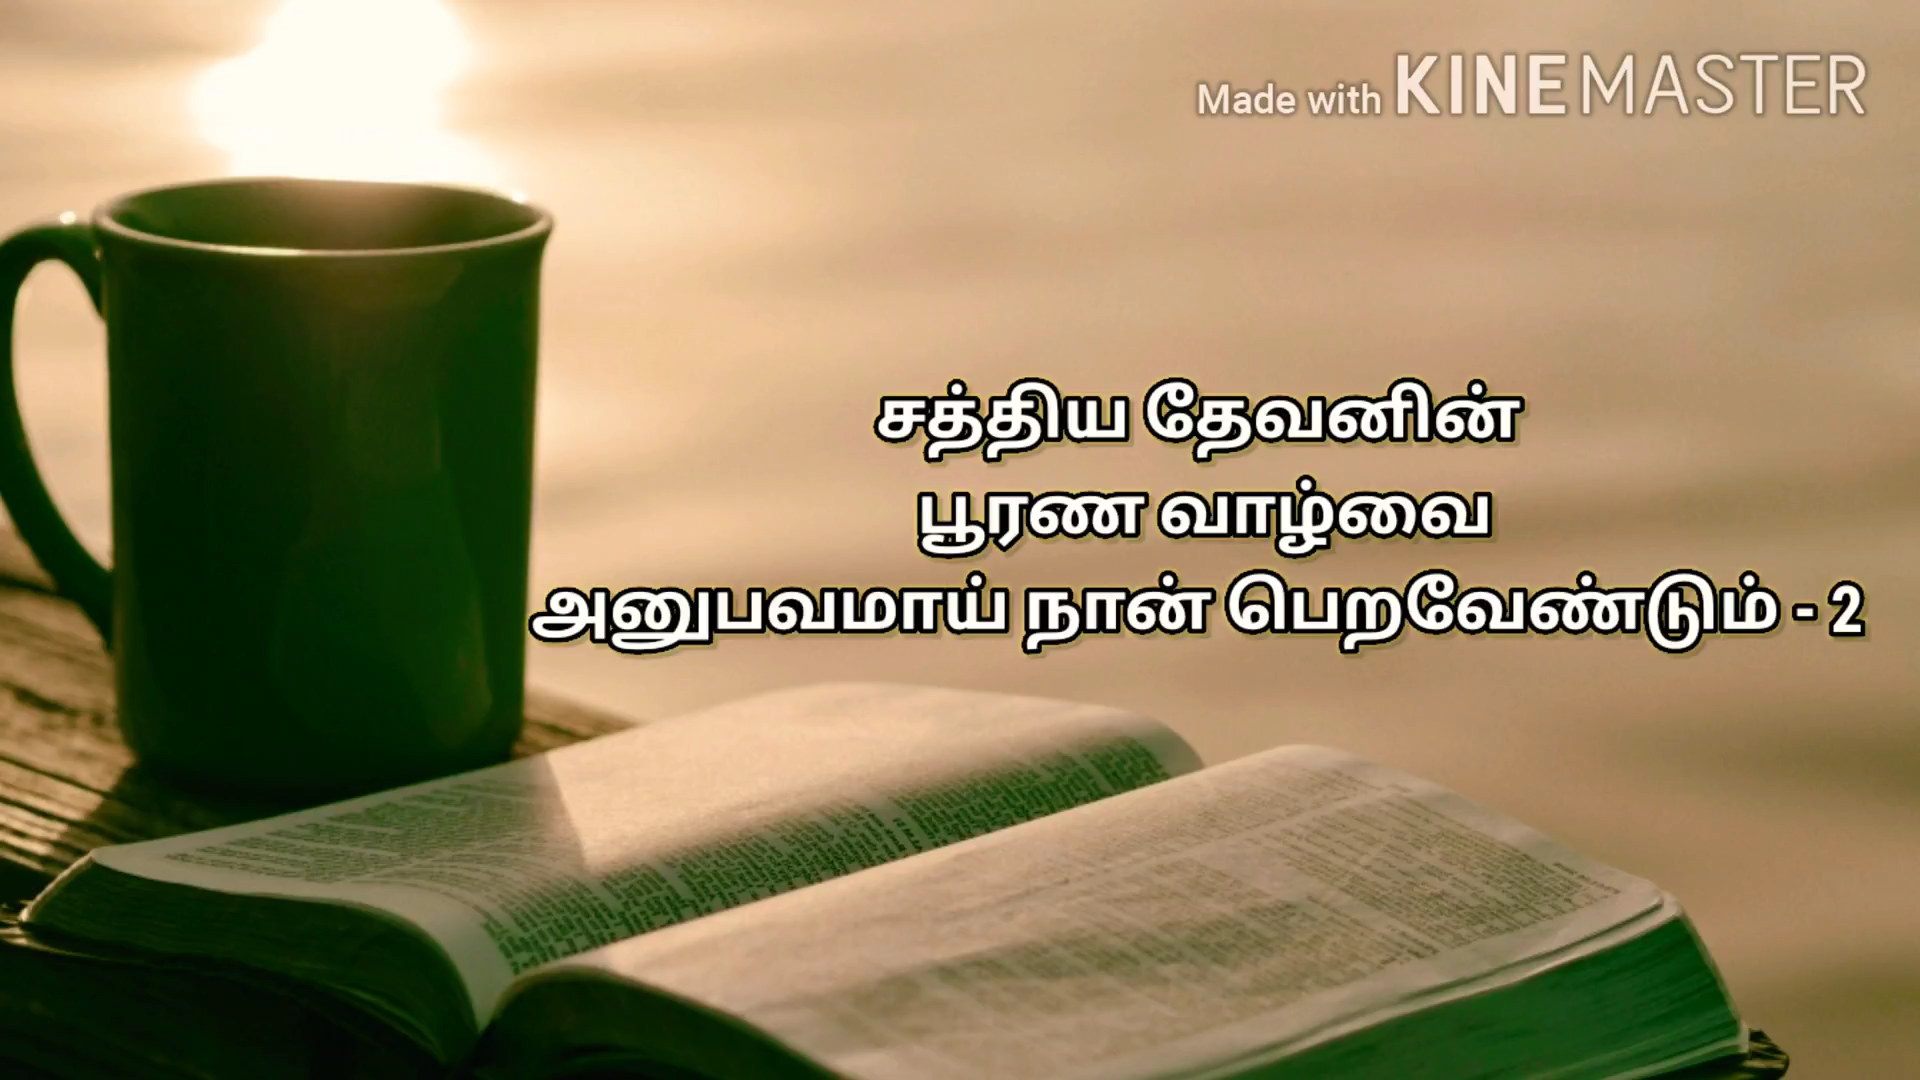 Made with KINEMASTER
சத்திய தேவனின்
பூரண வாழ்வை
அனுபவமாய் நான் பெறவேண்டும் - 2